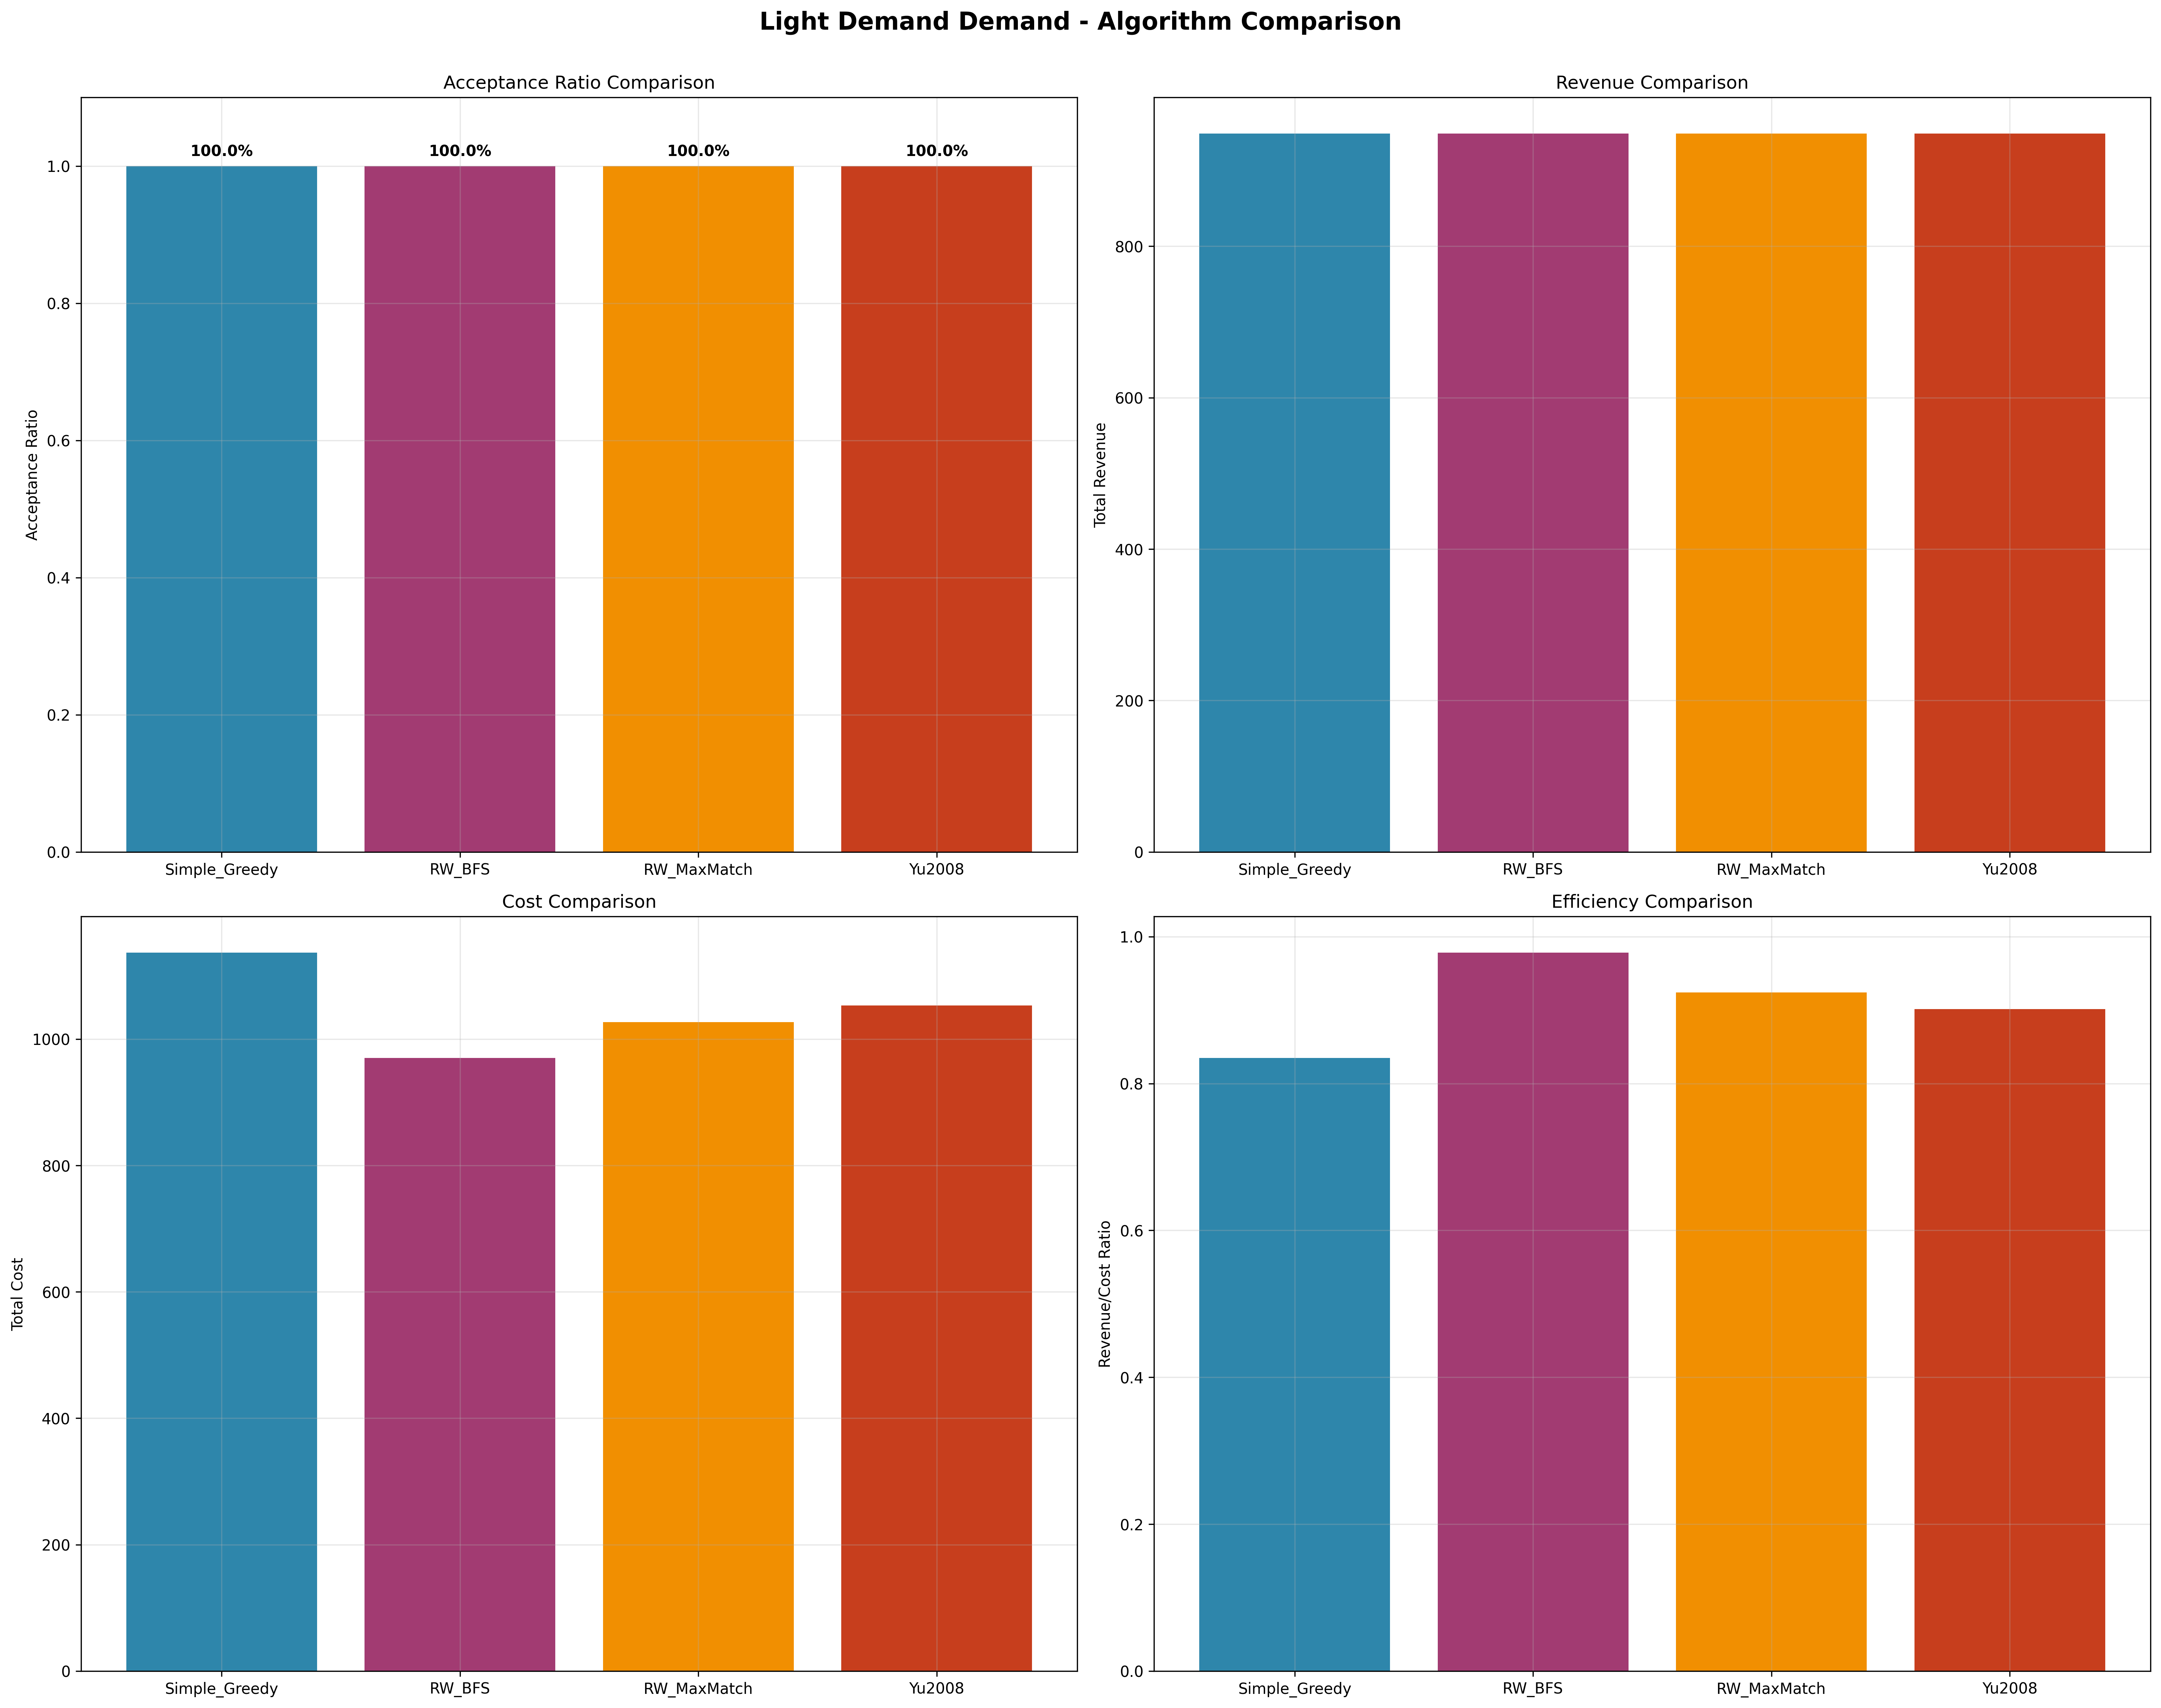 Light Demand Demand - Algorithm Comparison
Acceptance Ratio Comparison
Acceptance Ratio
1.0
0.8
0.6
0.4
0.2
0.0
100.0% 100.0% 100.0% 100.0%
Simple_Greedy RW_BFS RW_MaxMatch Yu2008
Revenue Comparison
Total Revenue
800
600
400
200
0
Simple_Greedy RW_BFS RW_MaxMatch Yu2008
Cost Comparison
Total Cost
1000
800
600
400
200
0
Simple_Greedy RW_BFS RW_MaxMatch Yu2008
Efficiency Comparison
Revenue/Cost Ratio
1.0
0.8
0.6
0.4
0.2
0.0
Simple_Greedy RW_BFS RW_MaxMatch Yu2008